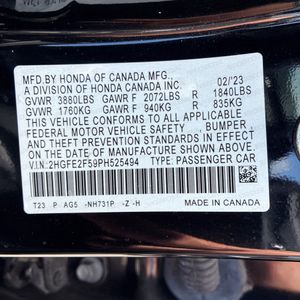 MFD.BY HONDA OF CANADA MFG., 02/'23
A DIVISION OF HONDA CANADA INC.
GVWR 3880LBS GAWR F 2072LBS R 1840LBS
GVWR 1760KG GAWR F 940KG R 835KG
THIS VEHICLE CONFORMS TO ALL APPLICABLE
FEDERAL MOTOR VEHICLE SAFETY , BUMPER , AND
THEFT PREVENTION STANDARDS IN EFFECT ON THE
DATE OF MANUFACTURE SHOWN ABOVE.
V.I.N:2HGFE2F59PH525494 TYPE: PASSENGER CAR
T23 P AG5 -NH731P -Z -H
MADE IN CANADA